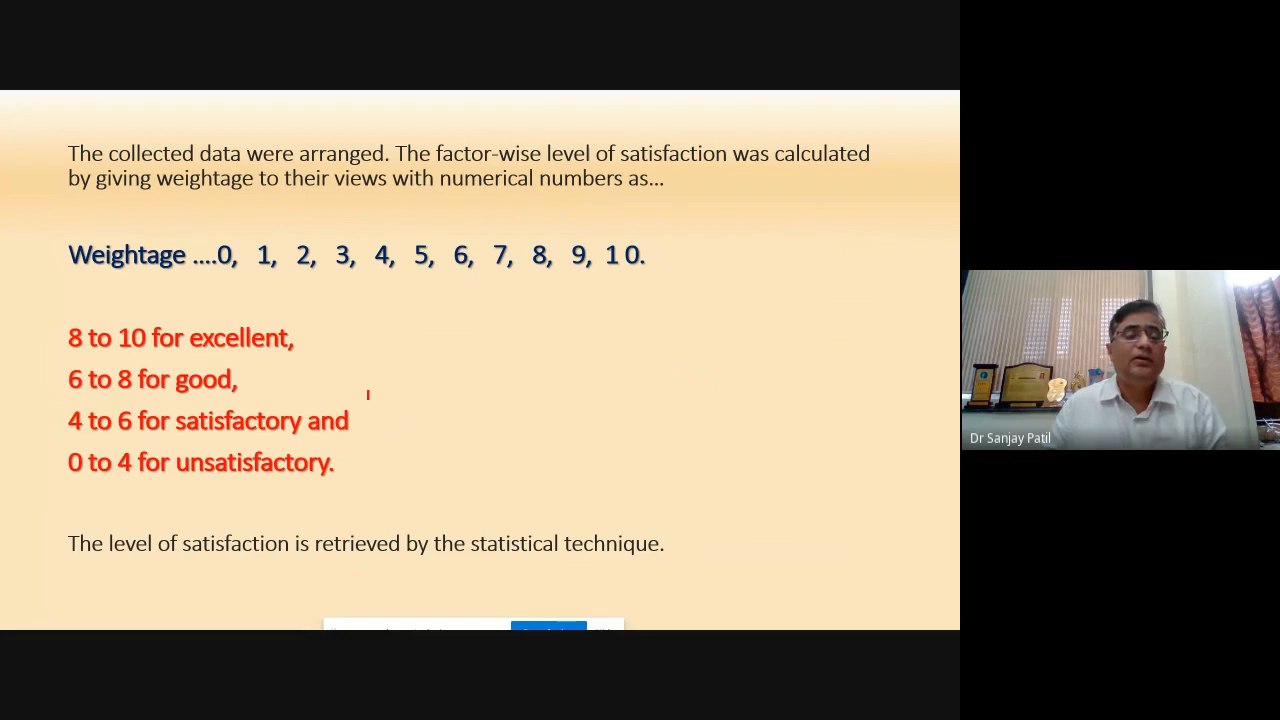 The collected data were arranged. The factor-wise level of satisfaction was calculated
by giving weightage to their views with numerical numbers as...
Weightage ....0, 1, 2, 3, 4, 5, 6, 7, 8, 9, 1 0.
8 to 10 for excellent,
6 to 8 for good,
4 to 6 for satisfactory and
0 to 4 for unsatisfactory.
The level of satisfaction is retrieved by the statistical technique.
Dr Sanjay Patil